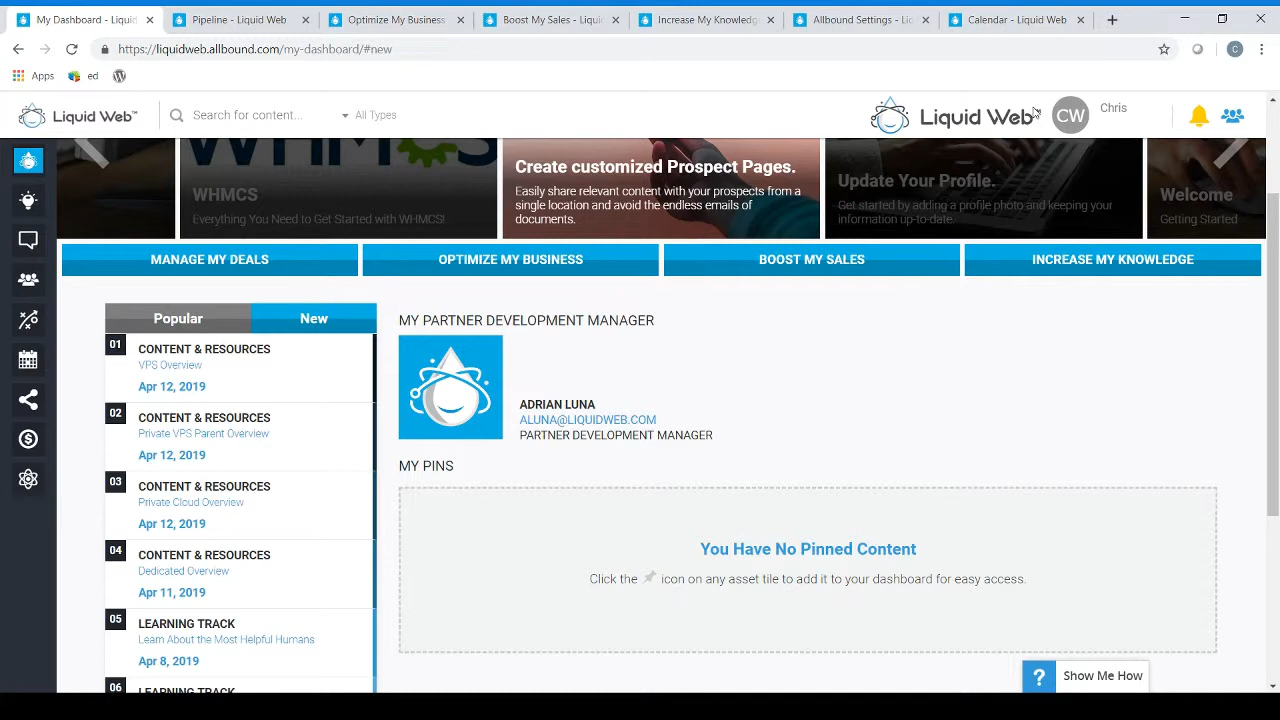 My Dashboard - Liquid
Pipeline - Liquid Web
Optimize My Business
Boost My Sales - Liquid
Increase My Knowledge
Allbound Settings - Li
Calendar - Liquid Web
https://liquidweb.allbound.com/my-dashboard/#new
C
Apps
ed
Liquid Web™
Search for content...
All Types
Liquid Web
CW
Chris
WHMCS
WHMCS
Everything You Need to Get Started with WHMCS!
Create customized Prospect Pages.
Easily share relevant content with your prospects from a
single location and avoid the endless emails of
documents.
Update Your Profile.
Get started by adding a profile photo and keeping your
information up-to-date.
Welcome
Getting Started
MANAGE MY DEALS
OPTIMIZE MY BUSINESS
BOOST MY SALES
INCREASE MY KNOWLEDGE
Popular
New
01
CONTENT & RESOURCES
VPS Overview
Apr 12, 2019
02
CONTENT & RESOURCES
Private VPS Parent Overview
Apr 12, 2019
03
CONTENT & RESOURCES
Private Cloud Overview
Apr 12, 2019
04
CONTENT & RESOURCES
Dedicated Overview
Apr 11, 2019
05
LEARNING TRACK
Learn About the Most Helpful Humans
Apr 8, 2019
06
LEARNING TRACK
MY PARTNER DEVELOPMENT MANAGER
ADRIAN LUNA
ALUNA@LIQUIDWEB.COM
PARTNER DEVELOPMENT MANAGER
MY PINS
You Have No Pinned Content
Click the icon on any asset tile to add it to your dashboard for easy access.
? Show Me How